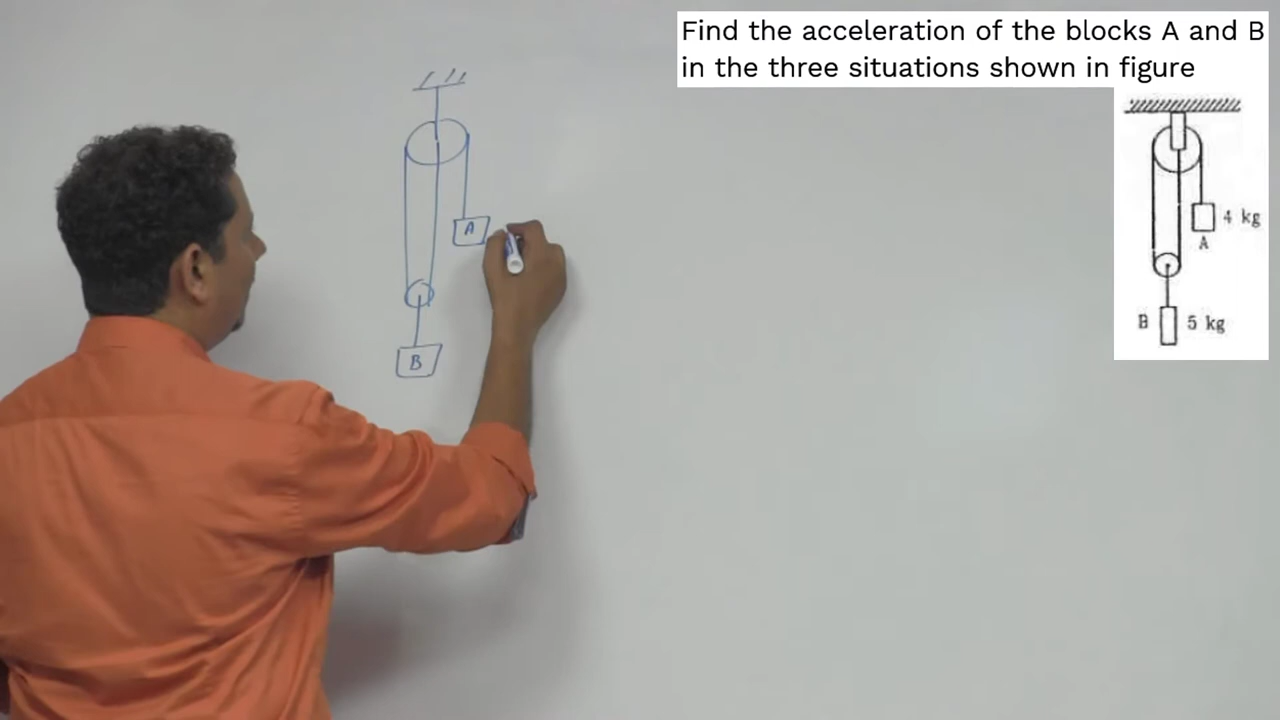 Find the acceleration of the blocks A and B
in the three situations shown in figure
4 kg
A
B 5 kg
A
B